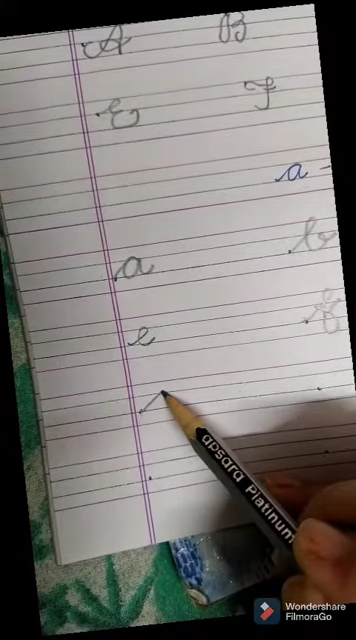 A B
E F
a
a b
e f
apsara Platinum
Wondershare
FilmoraGo